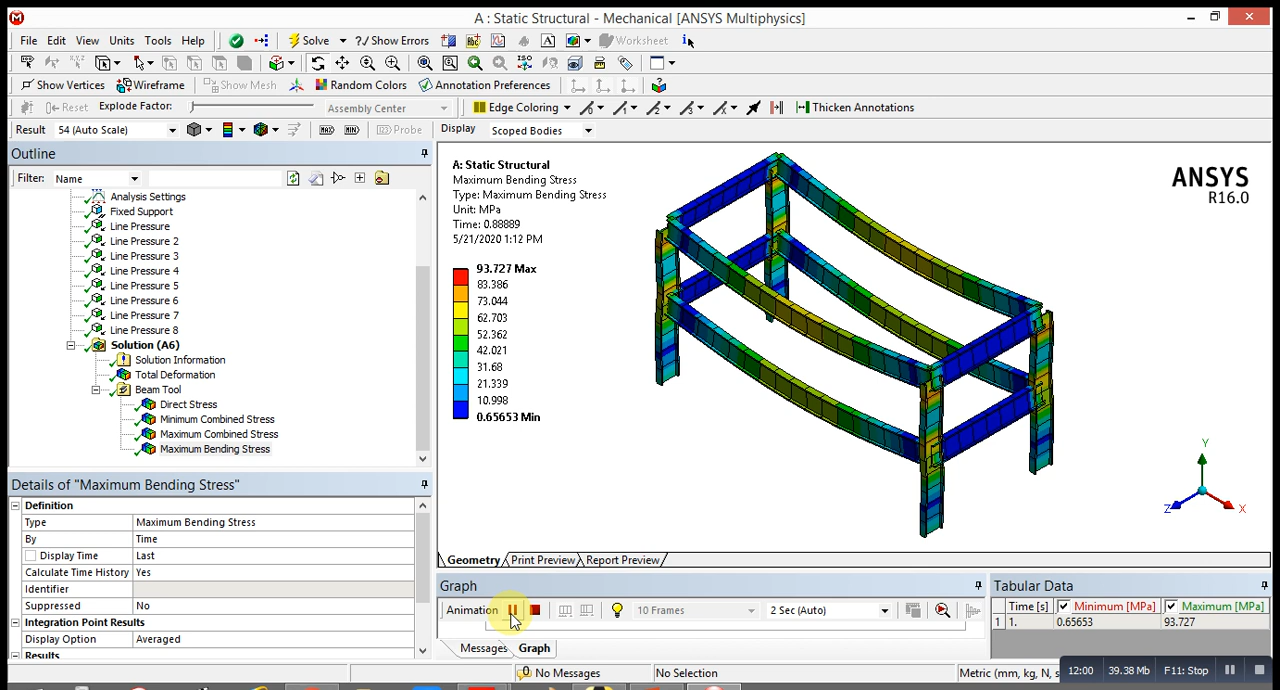 A : Static Structural - Mechanical [ANSYS Multiphysics]
File Edit View Units Tools Help Solve ?/ Show Errors Worksheet
Show Vertices Wireframe Show Mesh Random Colors Annotation Preferences
Reset Explode Factor: Assembly Center Edge Coloring Thicken Annotations
Result 54 (Auto Scale) Probe Display Scoped Bodies
Outline
Filter: Name
Analysis Settings
Fixed Support
Line Pressure
Line Pressure 2
Line Pressure 3
Line Pressure 4
Line Pressure 5
Line Pressure 6
Line Pressure 7
Line Pressure 8
Solution (A6)
Solution Information
Total Deformation
Beam Tool
Direct Stress
Minimum Combined Stress
Maximum Combined Stress
Maximum Bending Stress
Details of "Maximum Bending Stress"
Definition
Type Maximum Bending Stress
By Time
Display Time Last
Calculate Time History Yes
Identifier
Suppressed No
Integration Point Results
Display Option Averaged
Results
A: Static Structural
Maximum Bending Stress
Type: Maximum Bending Stress
Unit: MPa
Time: 0.88889
5/21/2020 1:12 PM
93.727 Max
83.386
73.044
62.703
52.362
42.021
31.68
21.339
10.998
0.65653 Min
ANSYS
R16.0
Y
Z X
Geometry Print Preview Report Preview
Graph
Animation 10 Frames 2 Sec (Auto)
Messages Graph
Tabular Data
Time [s] Minimum [MPa] Maximum [MPa]
1 1. 0.65653 93.727
No Messages No Selection Metric (mm, kg, N, s
12:00 39.38 Mb F11: Stop